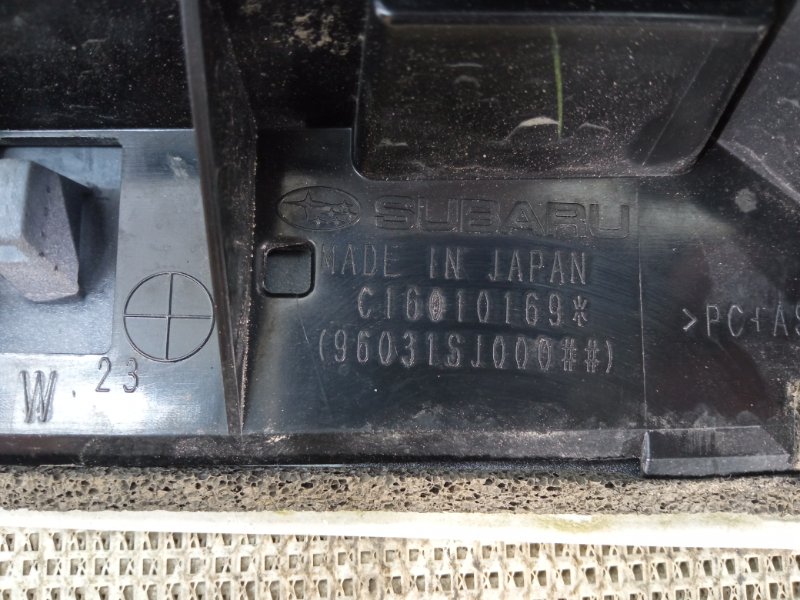 SUBARU
MADE IN JAPAN
C16010169*
(96031SJ000##)
>PC+AS
W 23